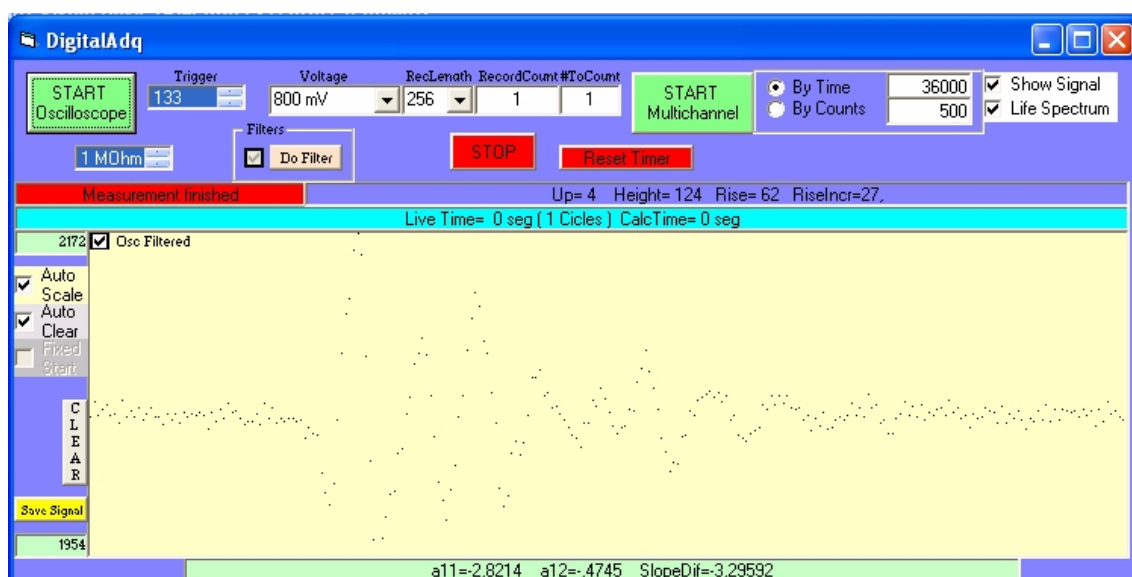 DigitalAdq
START Oscilloscope
Trigger
133
Voltage
800 mV
RecLength
256
RecordCount
1
#ToCount
1
START Multichannel
By Time
36000
By Counts
500
Show Signal
Life Spectrum
1 MOhm
Filters
Do Filter
STOP
Reset Timer
Measurement finished
Up= 4 Height= 124 Rise= 62 RiseIncr=27,
Live Time= 0 seg ( 1 Cicles ) CalcTime= 0 seg
2172
Osc Filtered
Auto
Scale
Auto
Clear
Fixed
Start
C
L
E
A
R
Save Signal
1954
a11=-2.8214 a12=-.4745 SlopeDif=-3.29592